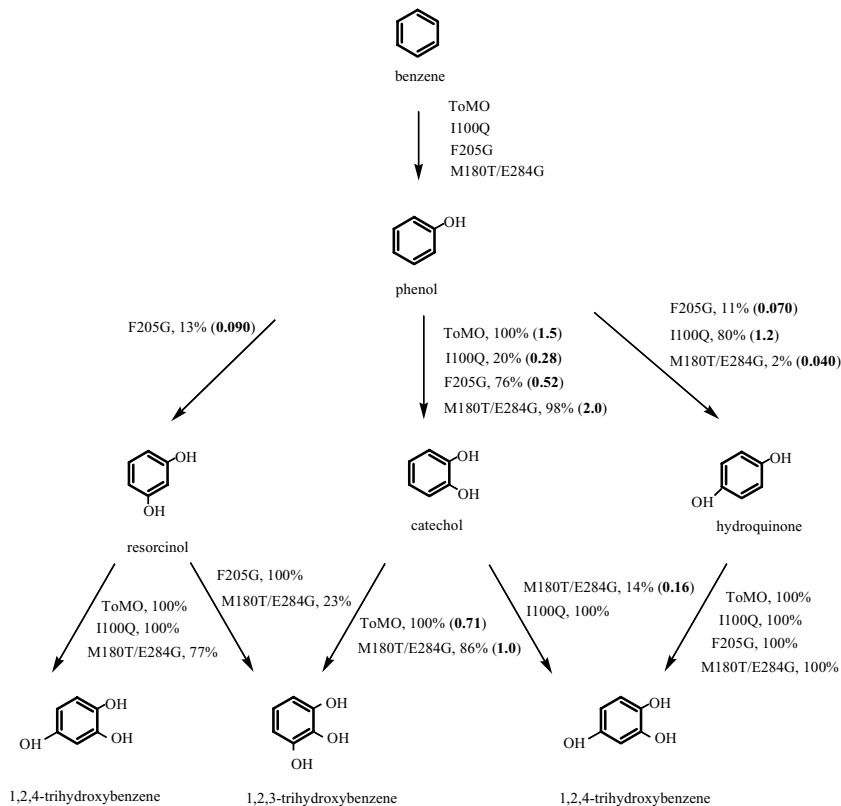 benzene
ToMO
I100Q
F205G
M180T/E284G
OH
phenol
F205G, 13% (0.090)
ToMO, 100% (1.5)
I100Q, 20% (0.28)
F205G, 76% (0.52)
M180T/E284G, 98% (2.0)
F205G, 11% (0.070)
I100Q, 80% (1.2)
M180T/E284G, 2% (0.040)
OH
OH
resorcinol
OH
OH
catechol
OH
OH
hydroquinone
ToMO, 100%
I100Q, 100%
M180T/E284G, 77%
F205G, 100%
M180T/E284G, 23%
ToMO, 100% (0.71)
M180T/E284G, 86% (1.0)
M180T/E284G, 14% (0.16)
I100Q, 100%
ToMO, 100%
I100Q, 100%
F205G, 100%
M180T/E284G, 100%
OH
OH
OH
1,2,4-trihydroxybenzene
OH
OH
OH
1,2,3-trihydroxybenzene
OH
OH
OH
1,2,4-trihydroxybenzene